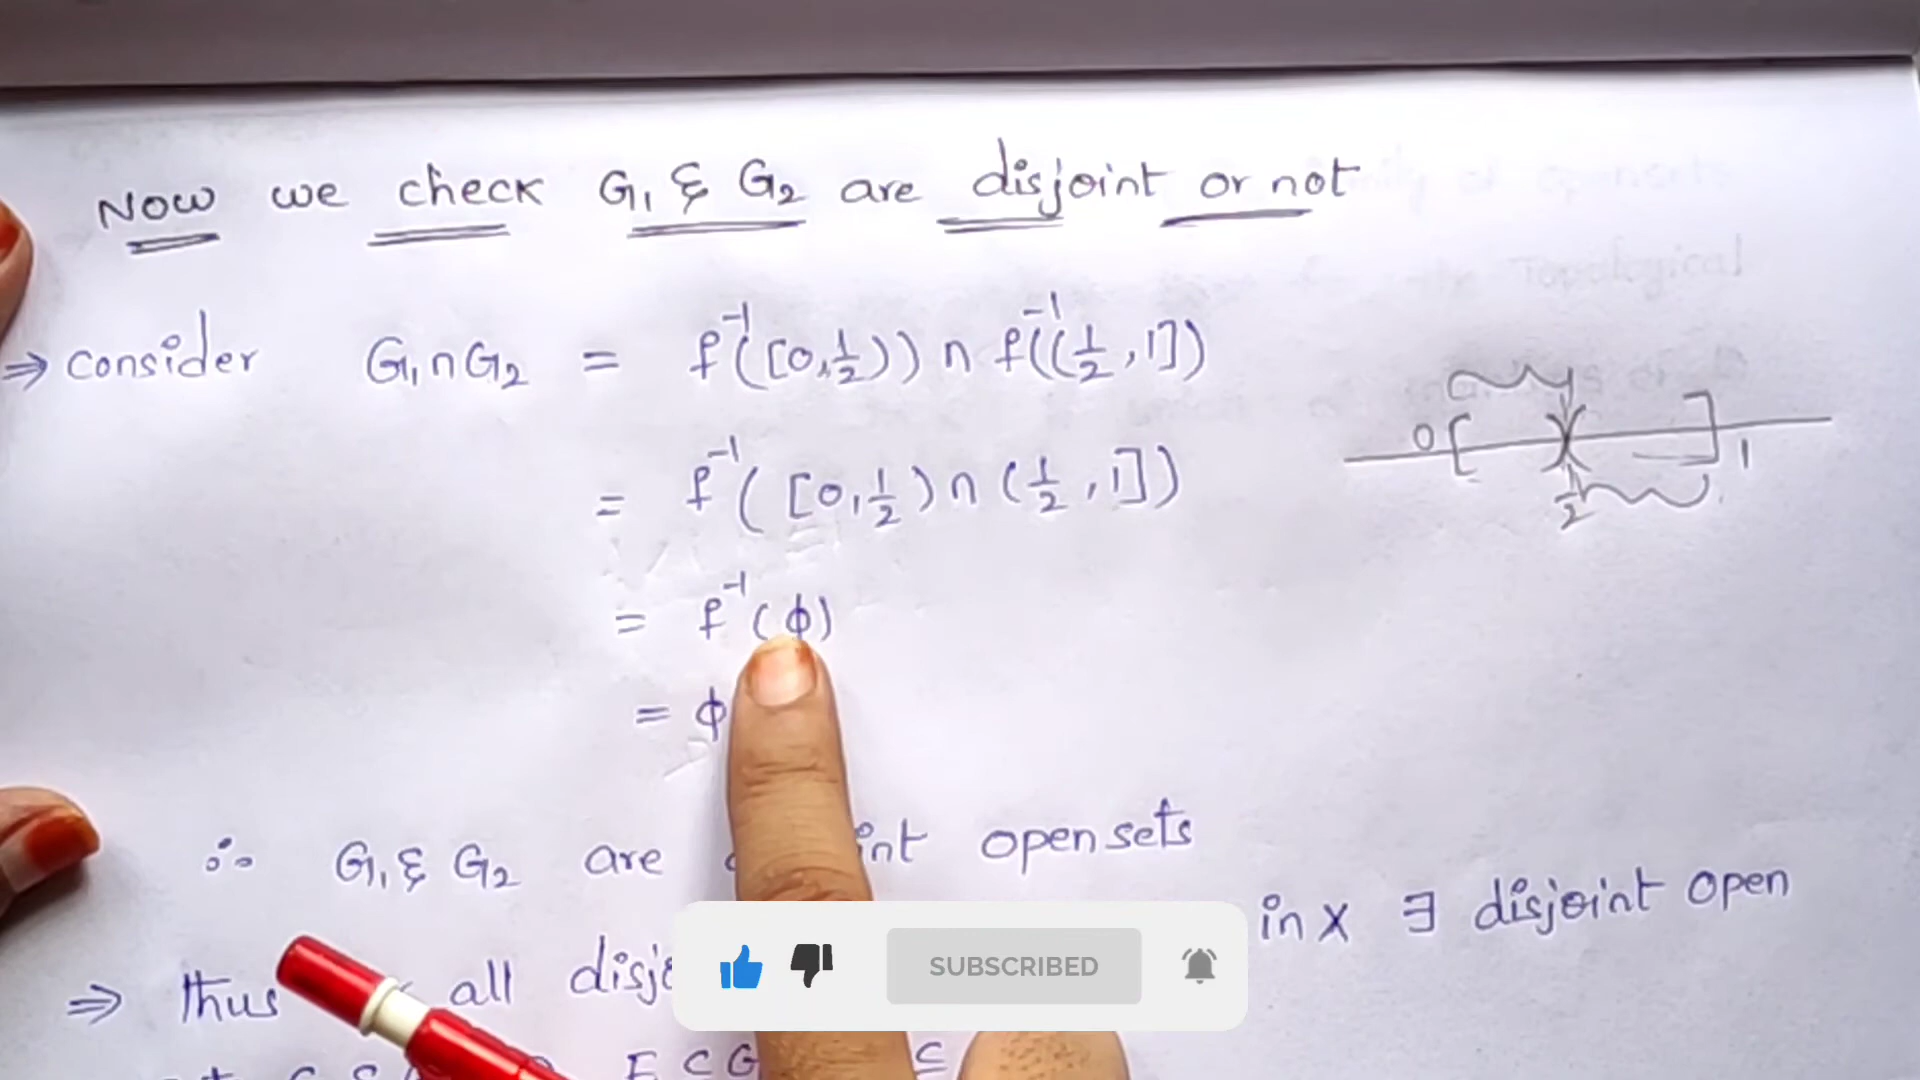 Now we check G₁ & G₂ are disjoint or not
⇒ consider G₁∩G₂ = f⁻¹([0,½)) ∩ f⁻¹((½,1])
= f⁻¹([0,½) ∩ (½,1])
= f⁻¹(ϕ)
= ϕ
0 [ )( ] 1
½
∴ G₁ & G₂ are open sets
⇒ thus all in X ∃ disjoint open
SUBSCRIBED